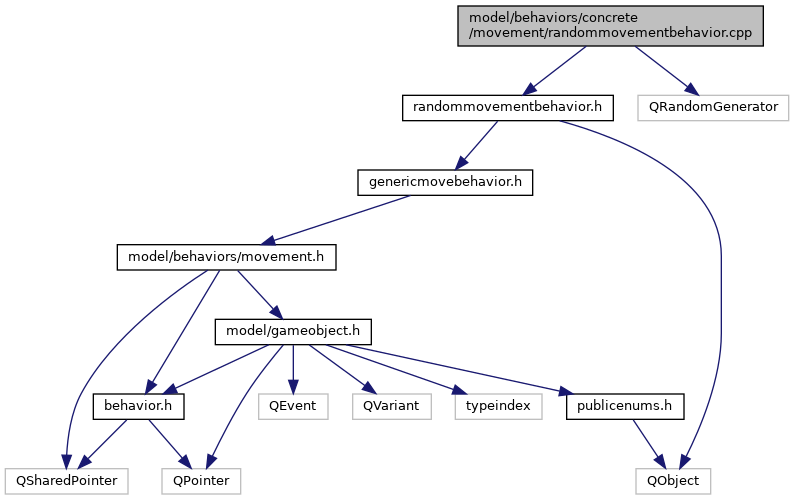 model/behaviors/concrete
/movement/randommovementbehavior.cpp
randommovementbehavior.h
QRandomGenerator
genericmovebehavior.h
model/behaviors/movement.h
model/gameobject.h
behavior.h
QEvent
QVariant
typeindex
publicenums.h
QSharedPointer
QPointer
QObject